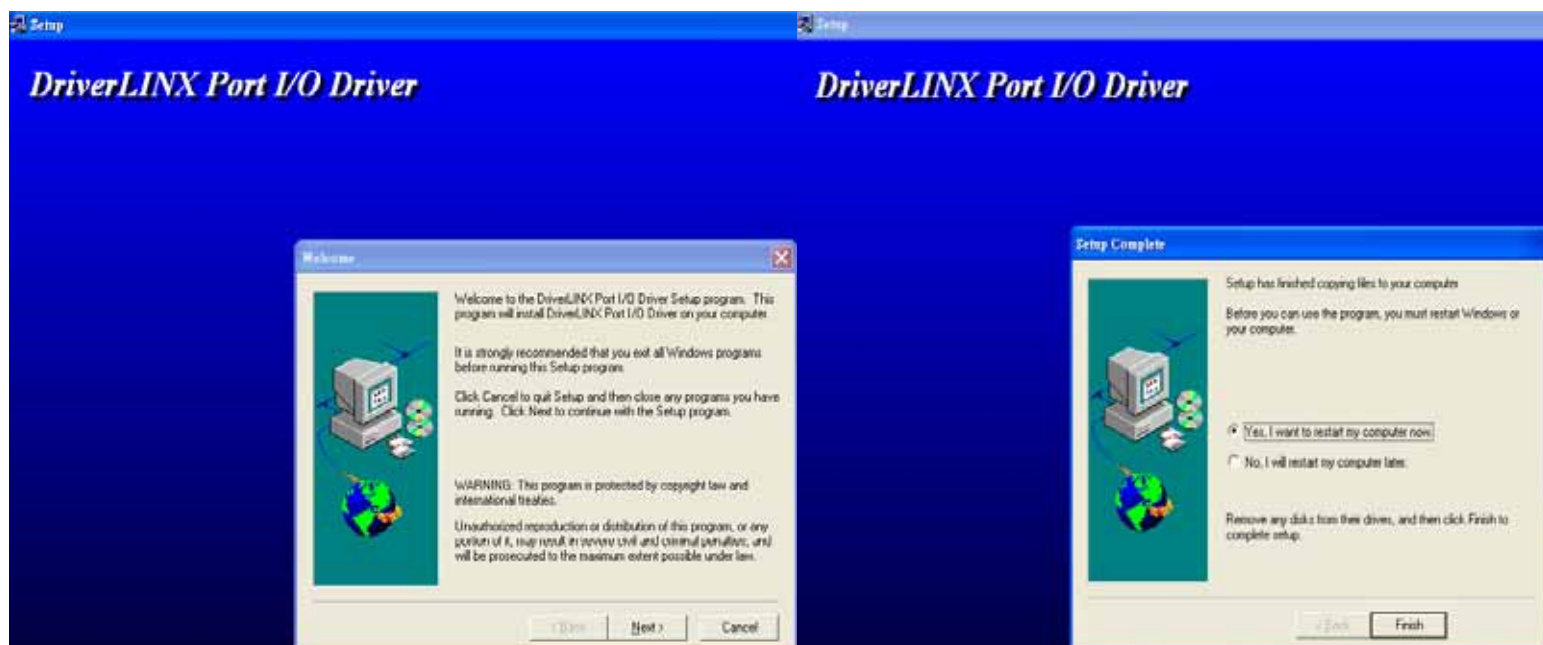 Setup
DriverLINX Port I/O Driver
Welcome
Welcome to the DriverLINX Port I/O Driver Setup program. This
program will install DriverLINX Port I/O Driver on your computer.
It is strongly recommended that you exit all Windows programs
before running this Setup program.
Click Cancel to quit Setup and then close any programs you have
running. Click Next to continue with the Setup program.
WARNING: This program is protected by copyright law and
international treaties.
Unauthorized reproduction or distribution of this program, or any
portion of it, may result in severe civil and criminal penalties, and
will be prosecuted to the maximum extent possible under law.
< Back Next > Cancel
Setup
DriverLINX Port I/O Driver
Setup Complete
Setup has finished copying files to your computer.
Before you can use the program, you must restart Windows or
your computer.
Yes, I want to restart my computer now.
No, I will restart my computer later.
Remove any disks from their drives, and then click Finish to
complete setup.
< Back Finish